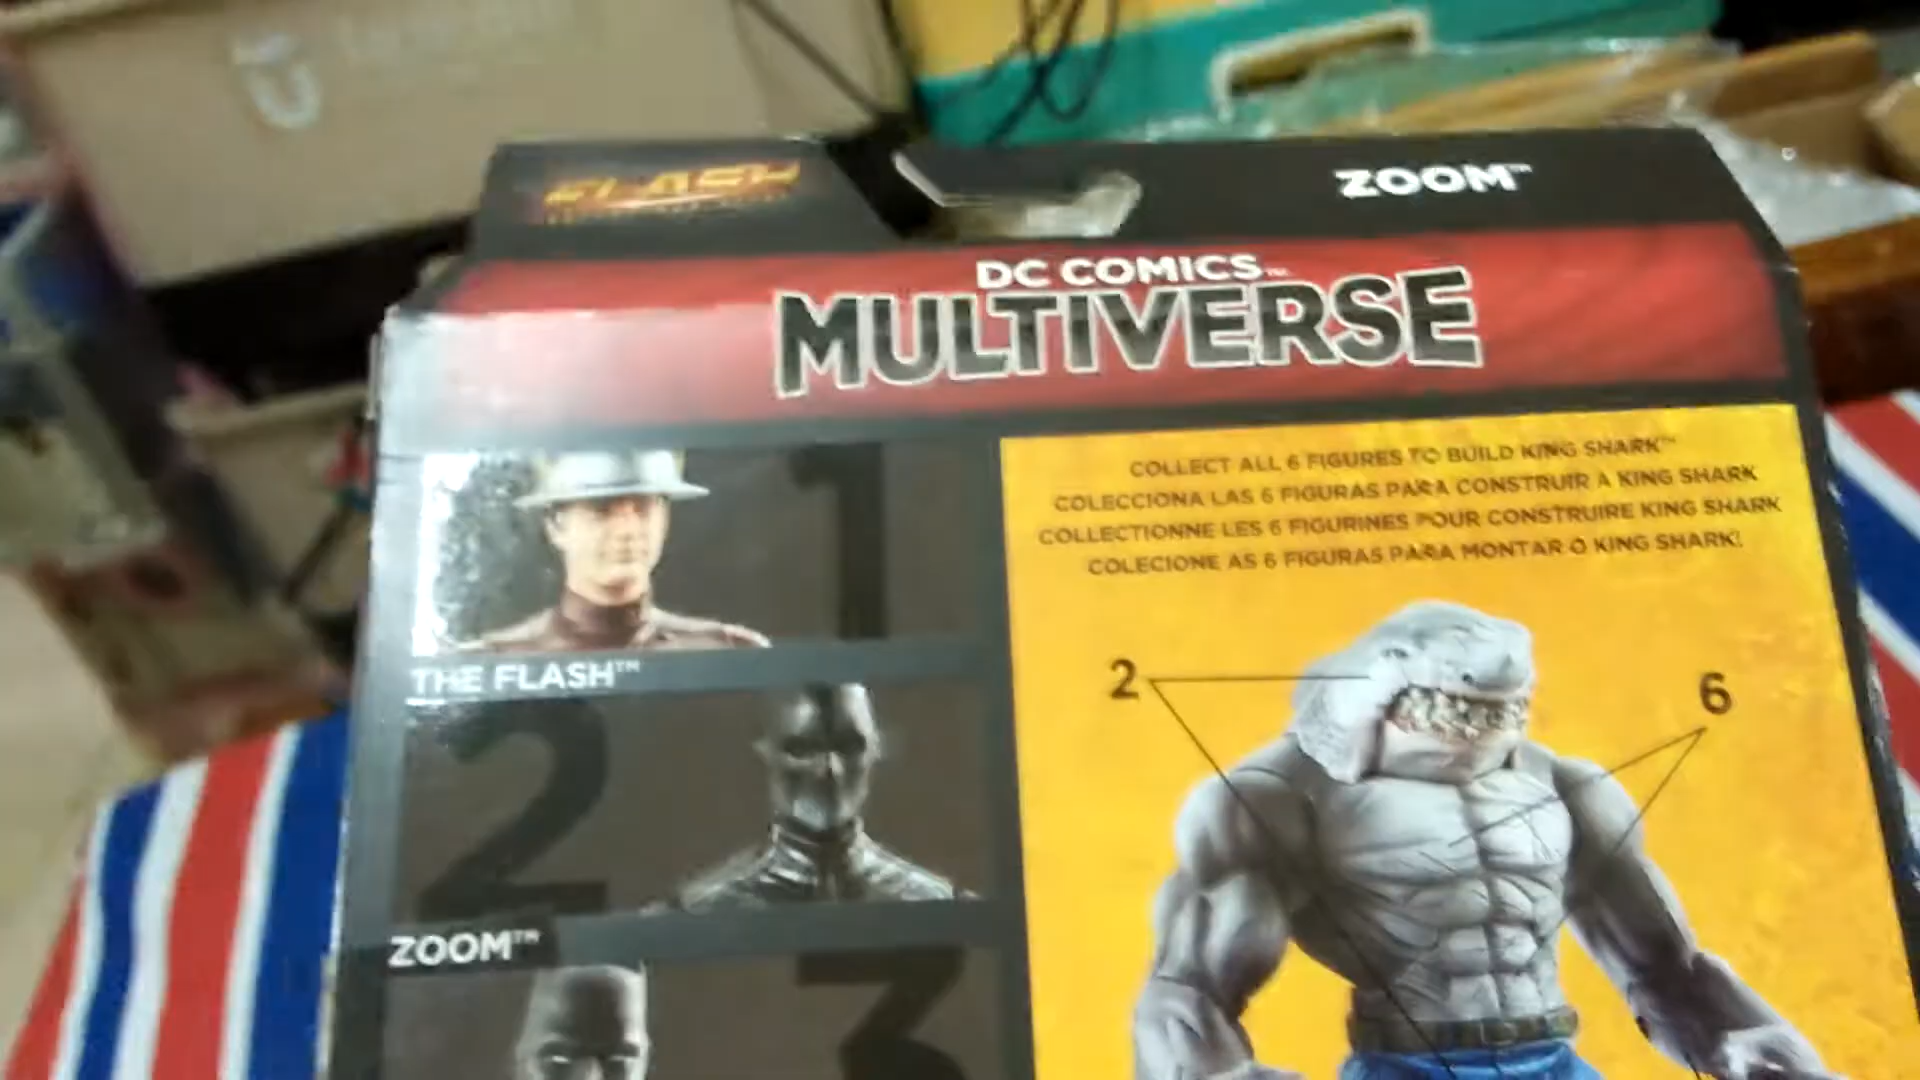 FLASH
ZOOM™
DC COMICS™
MULTIVERSE
COLLECT ALL 6 FIGURES TO BUILD KING SHARK™
COLECCIONA LAS 6 FIGURAS PARA CONSTRUIR A KING SHARK
COLLECTIONNE LES 6 FIGURINES POUR CONSTRUIRE KING SHARK
COLECIONE AS 6 FIGURAS PARA MONTAR O KING SHARK!
1
THE FLASH™
2
6
2
ZOOM™
3